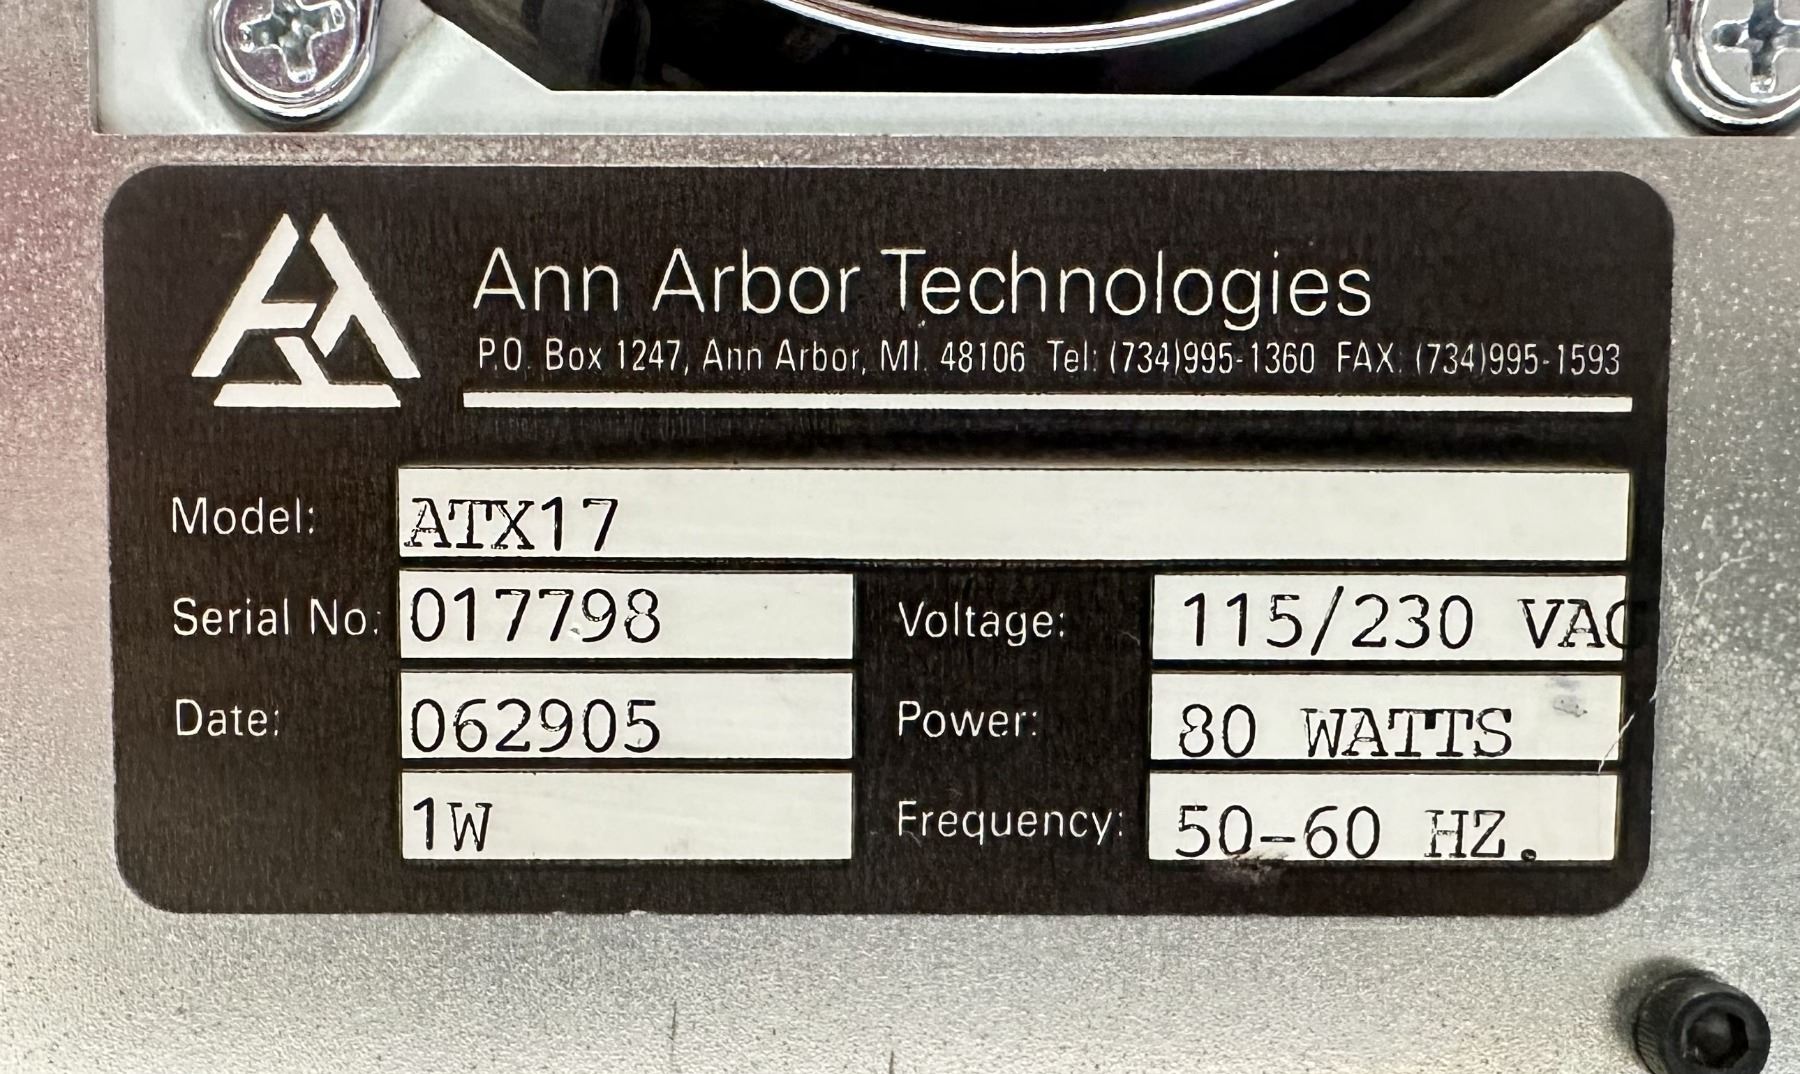 Ann Arbor Technologies
P.O. Box 1247, Ann Arbor, MI. 48106 Tel: (734)995-1360 FAX: (734)995-1593
Model: ATX17
Serial No: 017798 Voltage: 115/230 VAC
Date: 062905 Power: 80 WATTS
1W Frequency: 50-60 HZ.